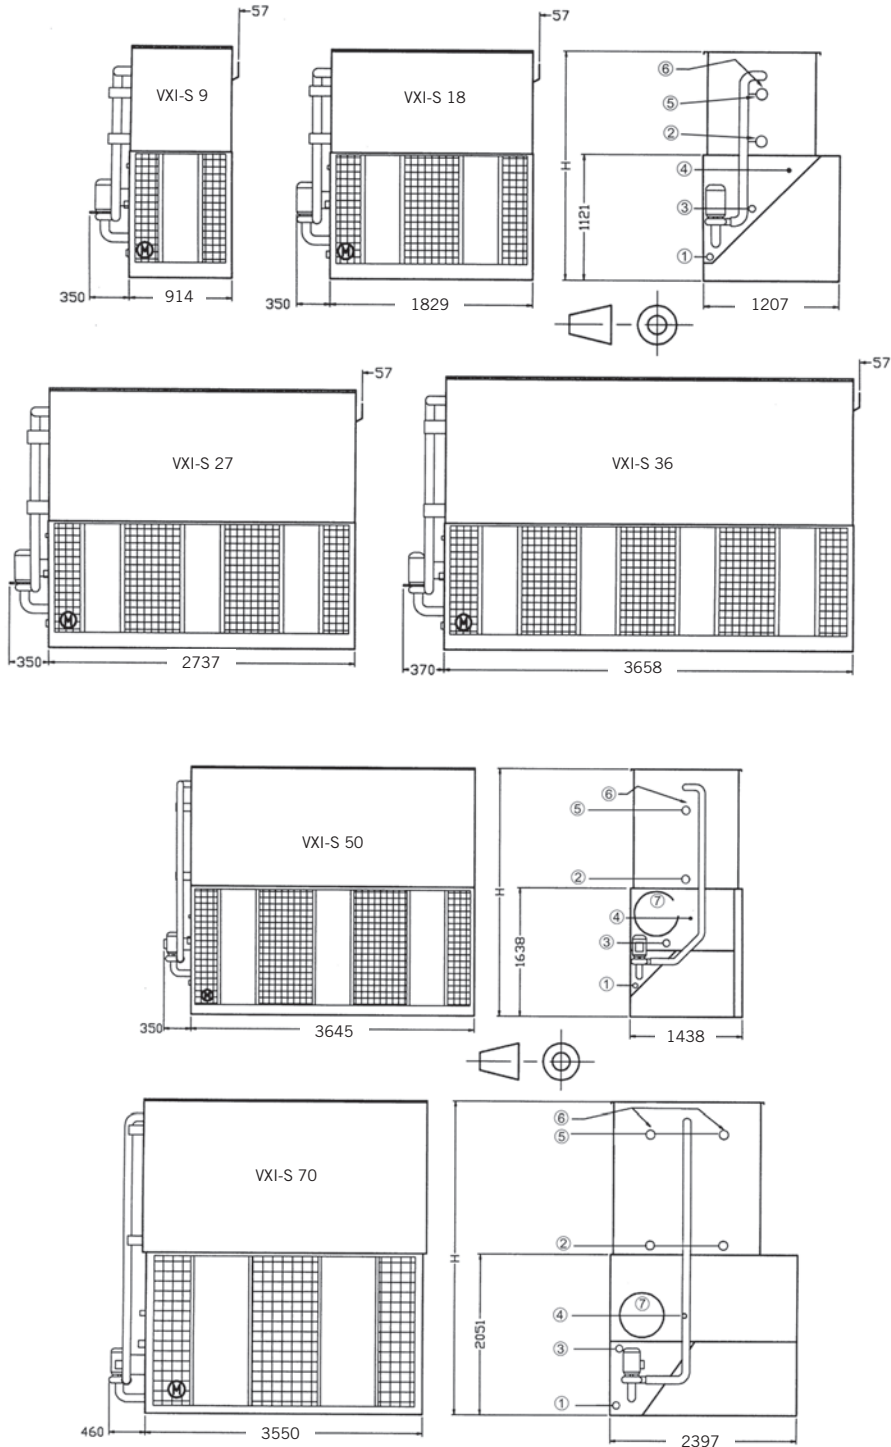 57
57
VXI-S 9
VXI-S 18
⑥
⑤
②
④
③
①
H
1121
M
M
350
914
350
1829
1207
57
57
VXI-S 27
VXI-S 36
M
M
350
2737
370
3658
VXI-S 50
⑥
⑤
②
⑦
④
③
①
H
1638
M
350
3645
1438
VXI-S 70
⑥
⑤
②
⑦
④
③
①
H
2051
M
460
3550
2397